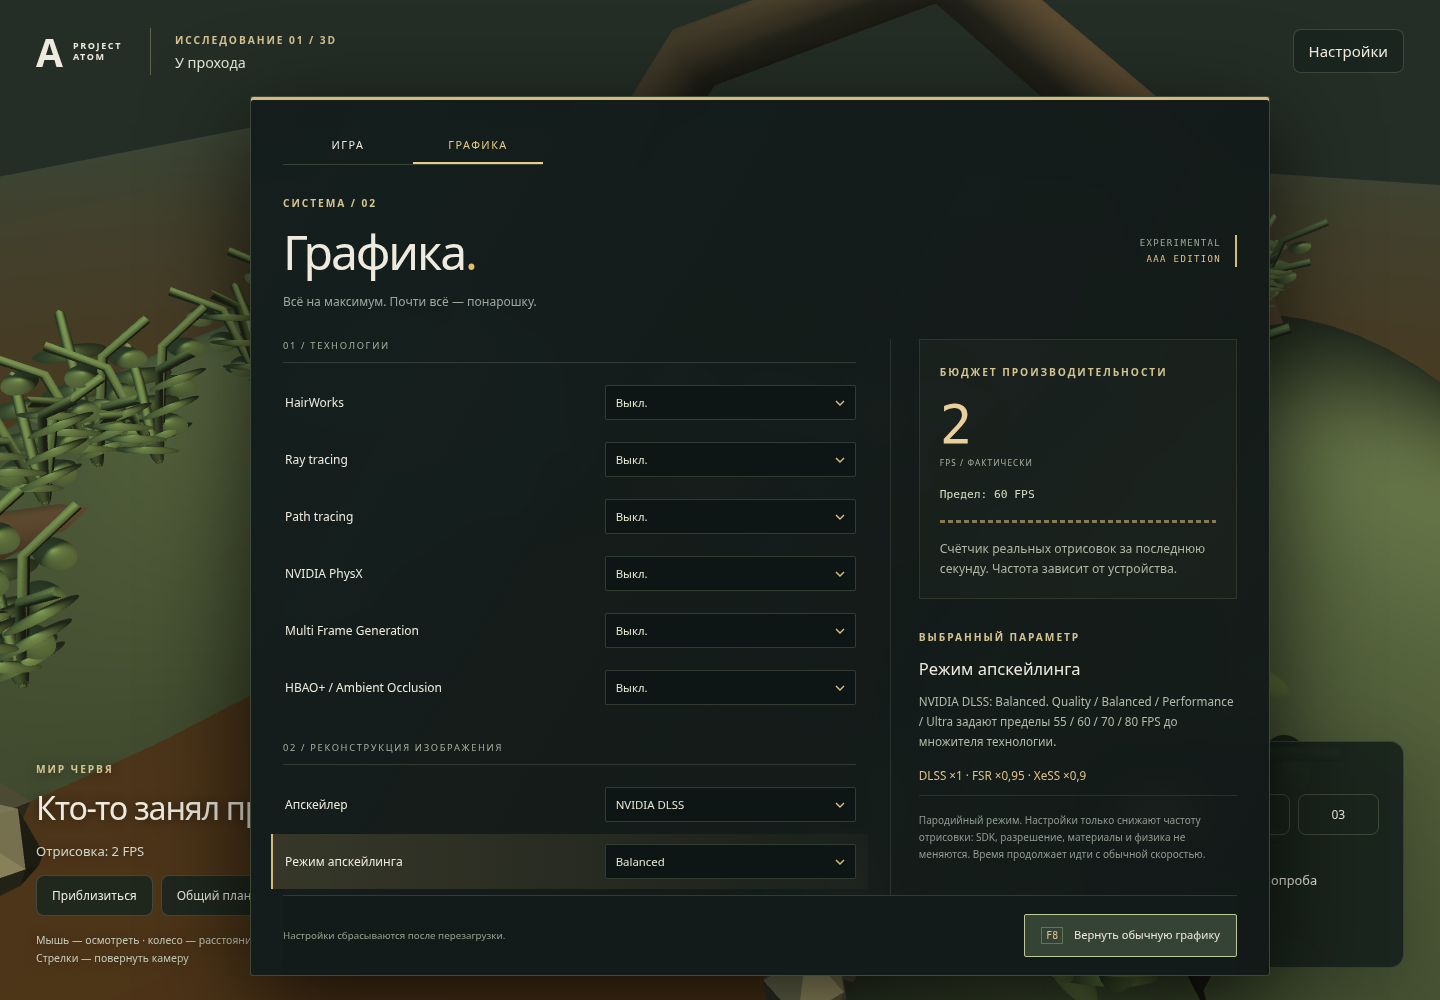 A PROJECT
ATOM
ИССЛЕДОВАНИЕ 01 / 3D
У прохода
Настройки
ИГРА
ГРАФИКА
СИСТЕМА / 02
Графика.
EXPERIMENTAL
AAA EDITION
Всё на максимум. Почти всё — понарошку.
01 / ТЕХНОЛОГИИ
HairWorks
Выкл.
Ray tracing
Выкл.
Path tracing
Выкл.
NVIDIA PhysX
Выкл.
Multi Frame Generation
Выкл.
HBAO+ / Ambient Occlusion
Выкл.
02 / РЕКОНСТРУКЦИЯ ИЗОБРАЖЕНИЯ
Апскейлер
NVIDIA DLSS
Режим апскейлинга
Balanced
БЮДЖЕТ ПРОИЗВОДИТЕЛЬНОСТИ
2
FPS / ФАКТИЧЕСКИ
Предел: 60 FPS
Счётчик реальных отрисовок за последнюю
секунду. Частота зависит от устройства.
ВЫБРАННЫЙ ПАРАМЕТР
Режим апскейлинга
NVIDIA DLSS: Balanced. Quality / Balanced / Performance
/ Ultra задают пределы 55 / 60 / 70 / 80 FPS до
множителя технологии.
DLSS ×1 · FSR ×0,95 · XeSS ×0,9
Пародийный режим. Настройки только снижают частоту
отрисовки: SDK, разрешение, материалы и физика не
меняются. Время продолжает идти с обычной скоростью.
Настройки сбрасываются после перезагрузки.
F8 Вернуть обычную графику
МИР ЧЕРВЯ
Кто-то занял
Отрисовка: 2 FPS
Приблизиться
Общий план
Мышь — осмотреть · колесо —
Стрелки — повернуть камеру
03